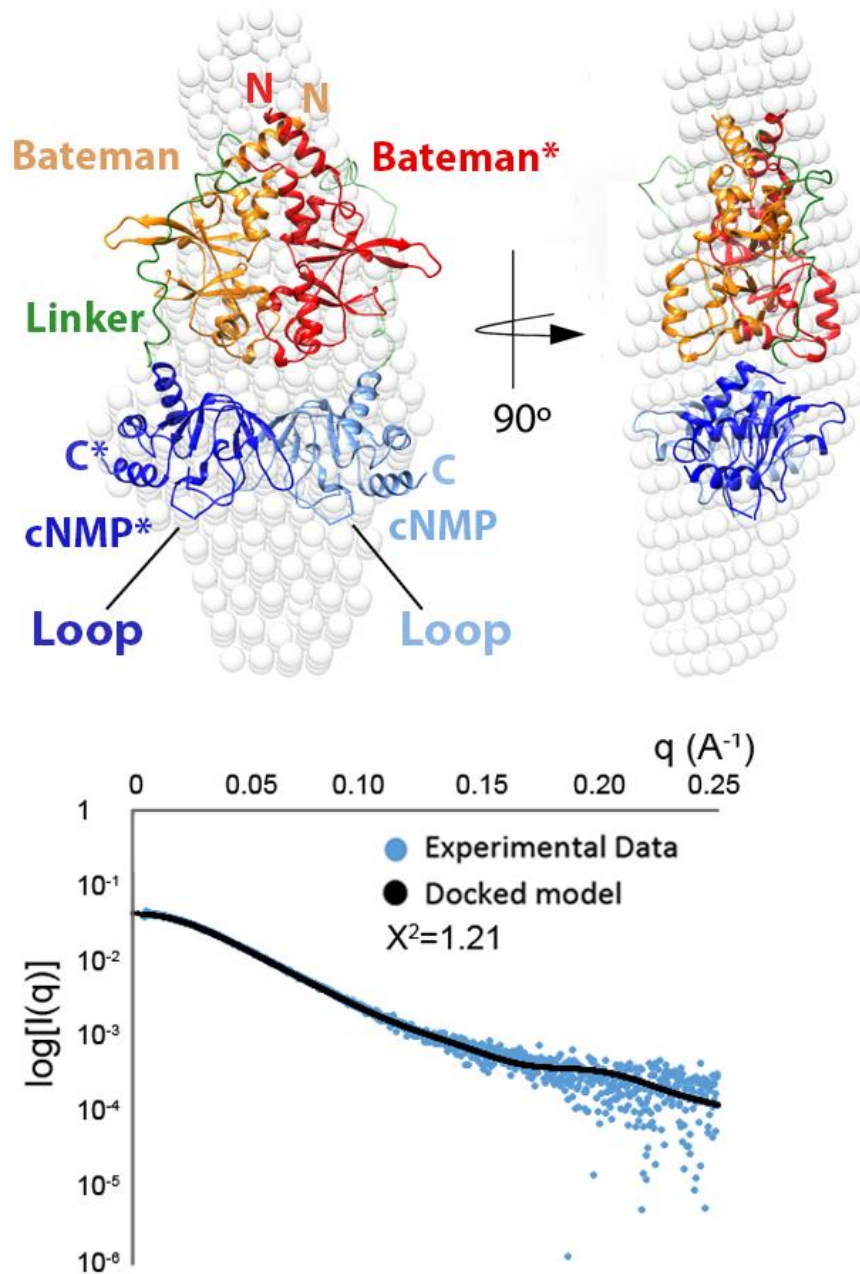 N N
Bateman
Bateman*
Linker
90º
C*
C
cNMP*
cNMP
Loop
Loop
q (A⁻¹)
0 0.05 0.10 0.15 0.20 0.25
1
10⁻¹
10⁻²
10⁻³
10⁻⁴
10⁻⁵
10⁻⁶
log[I(q)]
Experimental Data
Docked model
X²=1.21